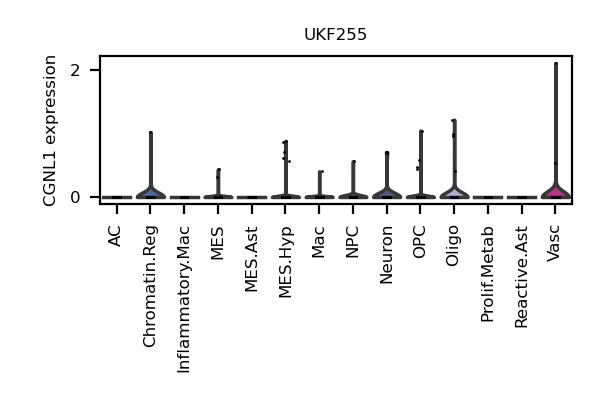 UKF255
CGNL1 expression
2
0
AC
Chromatin.Reg
Inflammatory.Mac
MES
MES.Ast
MES.Hyp
Mac
NPC
Neuron
OPC
Oligo
Prolif.Metab
Reactive.Ast
Vasc